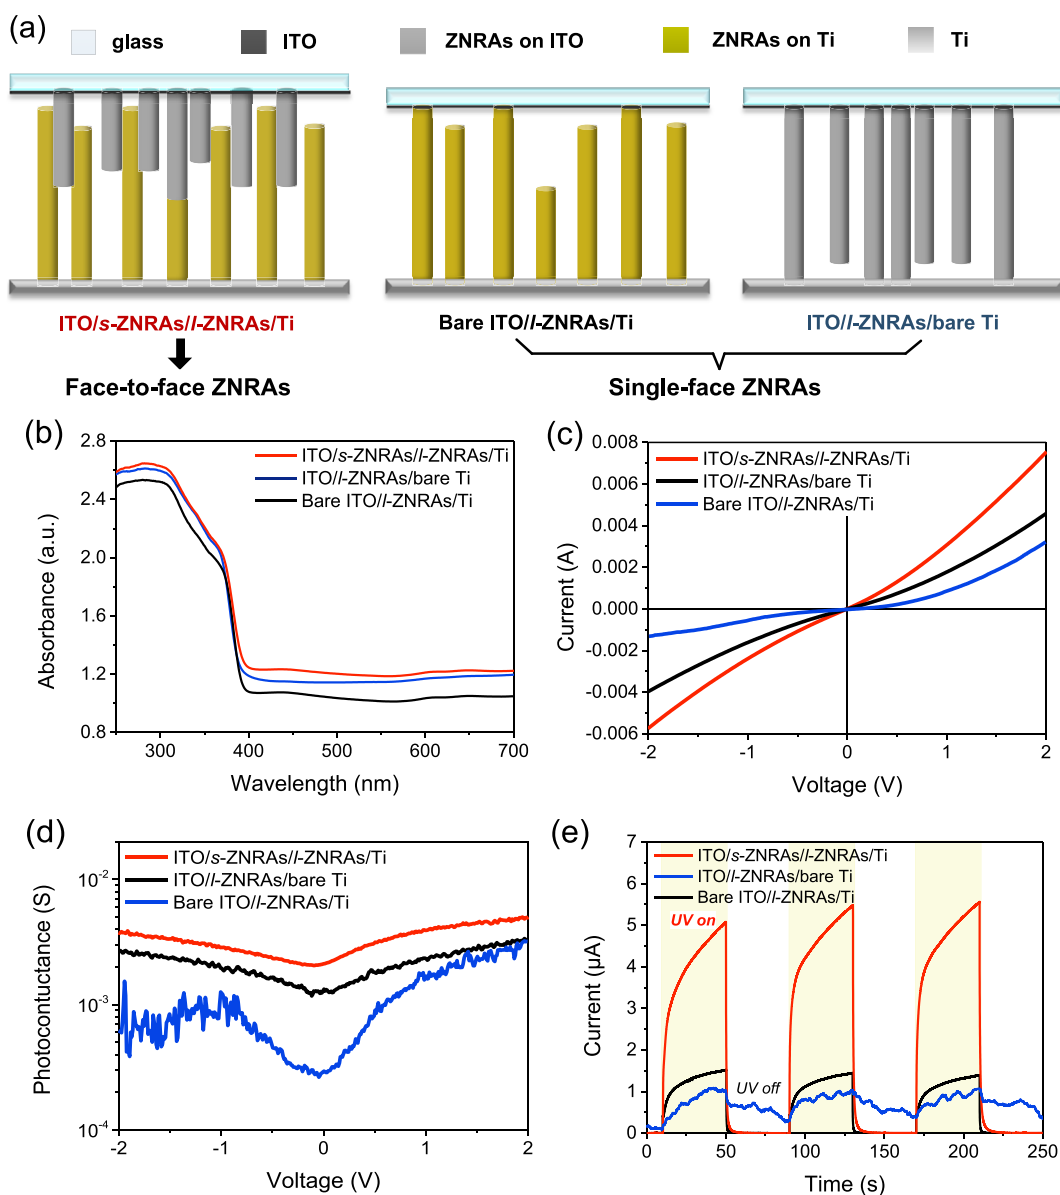 (a)
glass ITO ZNRAs on ITO ZNRAs on Ti Ti
ITO/s-ZNRAs//l-ZNRAs/Ti Bare ITO//l-ZNRAs/Ti ITO//l-ZNRAs/bare Ti
Face-to-face ZNRAs Single-face ZNRAs
(b)
2.8
2.4
2.0
1.6
1.2
0.8
Absorbance (a.u.)
ITO/s-ZNRAs//l-ZNRAs/Ti
ITO//l-ZNRAs/bare Ti
Bare ITO//l-ZNRAs/Ti
300 400 500 600 700
Wavelength (nm)
(c)
0.008
0.006
0.004
0.002
0.000
-0.002
-0.004
-0.006
Current (A)
ITO/s-ZNRAs//l-ZNRAs/Ti
ITO//l-ZNRAs/bare Ti
Bare ITO//l-ZNRAs/Ti
-2 -1 0 1 2
Voltage (V)
(d)
10-2
10-3
10-4
Photocontuctance (S)
ITO/s-ZNRAs//l-ZNRAs/Ti
ITO//l-ZNRAs/bare Ti
Bare ITO//l-ZNRAs/Ti
-2 -1 0 1 2
Voltage (V)
(e)
7
6
5
4
3
2
1
0
Current (μA)
ITO/s-ZNRAs//l-ZNRAs/Ti
ITO//l-ZNRAs/bare Ti
Bare ITO//l-ZNRAs/Ti
UV on
UV off
0 50 100 150 200 250
Time (s)